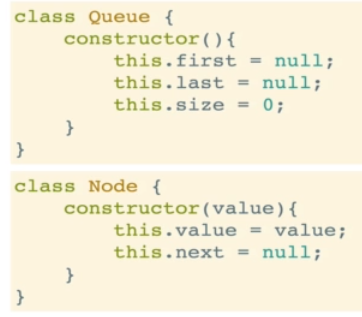 class Queue {
    constructor(){
        this.first = null;
        this.last = null;
        this.size = 0;
    }
}
class Node {
    constructor(value){
        this.value = value;
        this.next = null;
    }
}